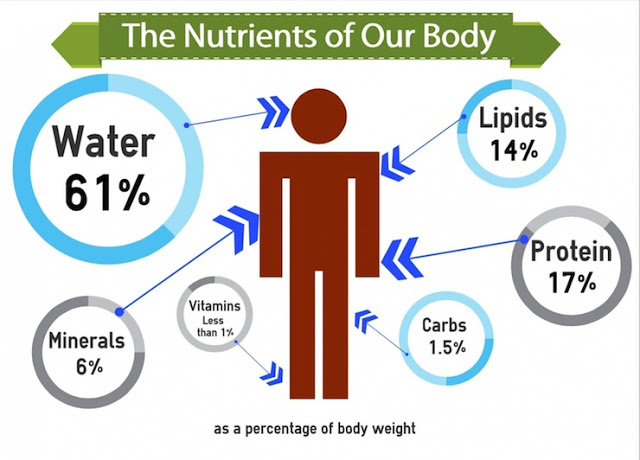 The Nutrients of Our Body
Water
61%
Lipids
14%
Protein
17%
Minerals
6%
Vitamins
Less
than 1%
Carbs
1.5%
as a percentage of body weight